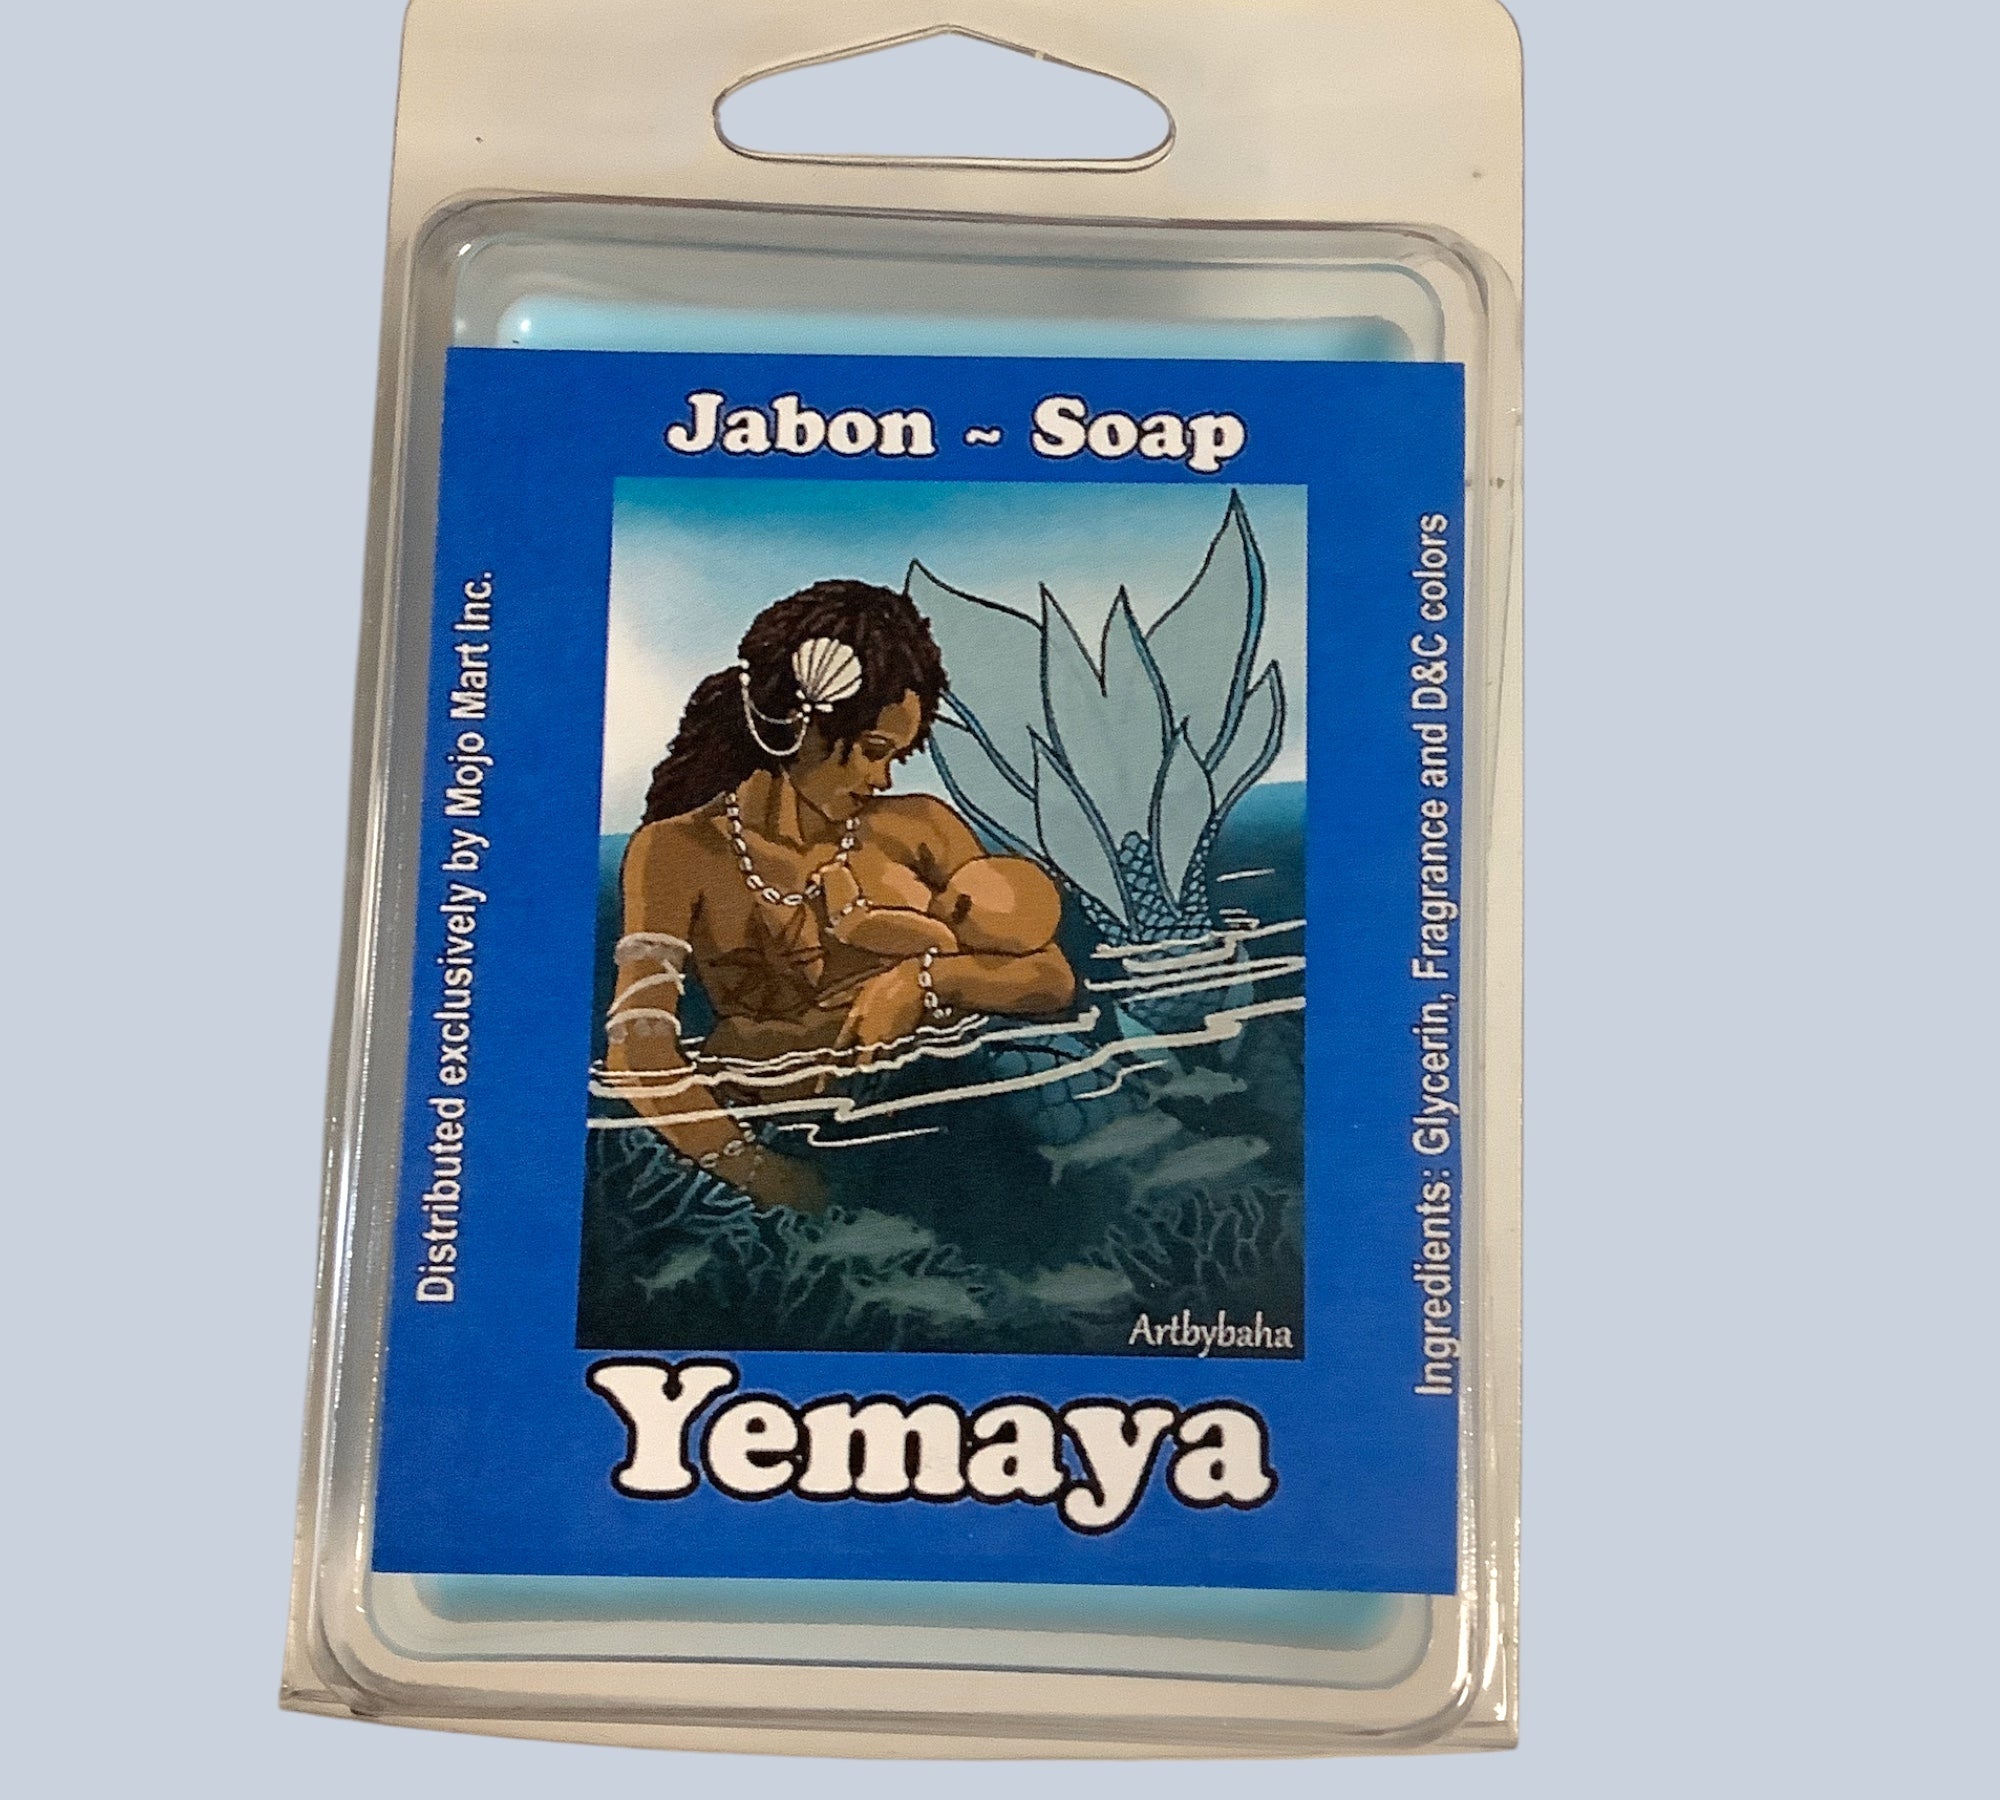 Jabon ~ Soap
Distributed exclusively by Mojo Mart Inc.
Ingredients: Glycerin, Fragrance and D&C colors
Artbybaha
Yemaya